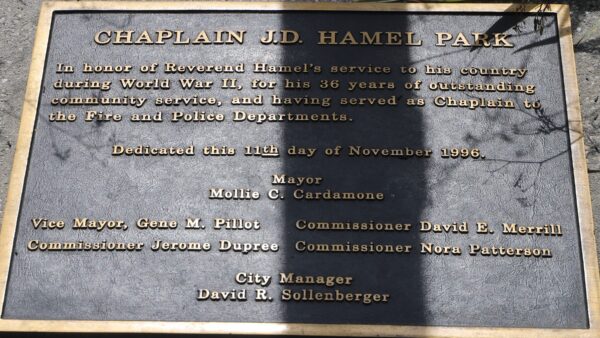 CHAPLAIN J.D. HAMEL PARK
In honor of Reverend Hamel's service to his country
during World War II, for his 36 years of outstanding
community service, and having served as Chaplain to
the Fire and Police Departments.
Dedicated this 11th day of November 1996.
Mayor
Mollie C. Cardamone
Vice Mayor, Gene M. Pillot Commissioner David E. Merrill
Commissioner Jerome Dupree Commissioner Nora Patterson
City Manager
David R. Sollenberger